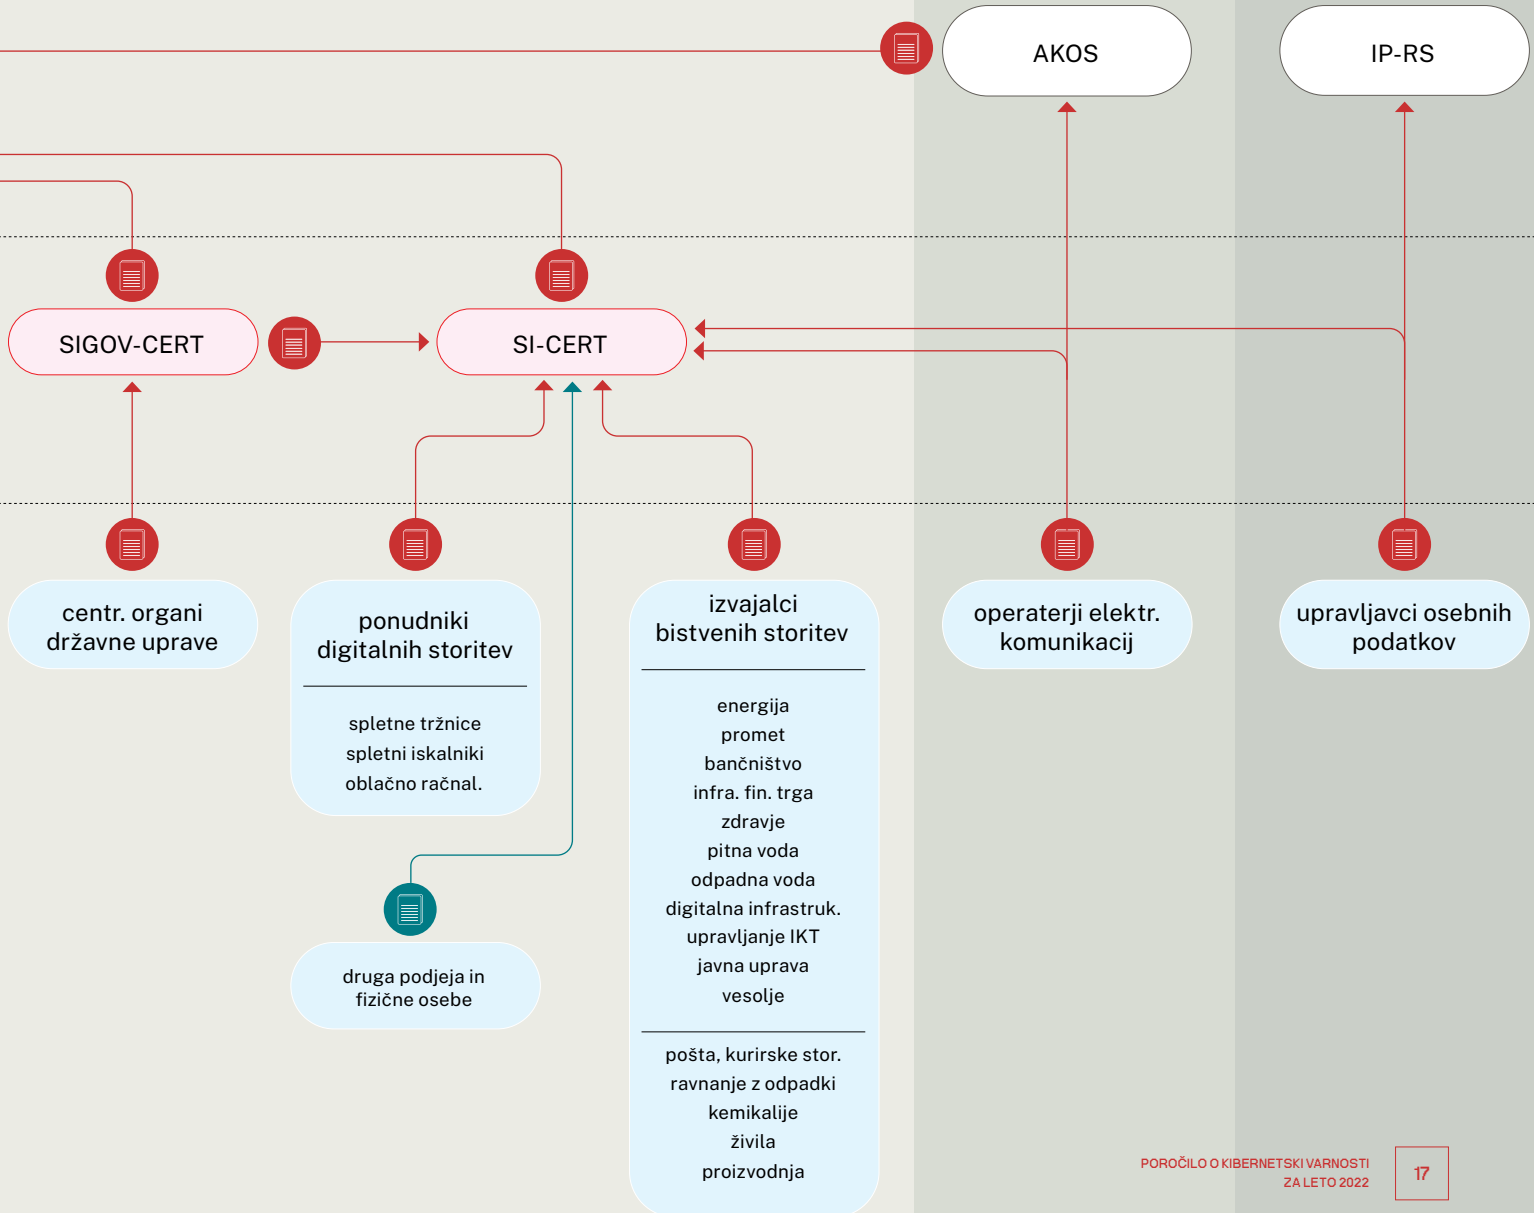 AKOS
IP-RS
SIGOV-CERT
SI-CERT
centr. organi
državne uprave
ponudniki
digitalnih storitev
spletne tržnice
spletni iskalniki
oblačno račnal.
druga podjeja in
fizične osebe
izvajalci
bistvenih storitev
energija
promet
bančništvo
infra. fin. trga
zdravje
pitna voda
odpadna voda
digitalna infrastruk.
upravljanje IKT
javna uprava
vesolje
pošta, kurirske stor.
ravnanje z odpadki
kemikalije
živila
proizvodnja
operaterji elektr.
komunikacij
upravljavci osebnih
podatkov
POROČILO O KIBERNETSKI VARNOSTI
ZA LETO 2022
17